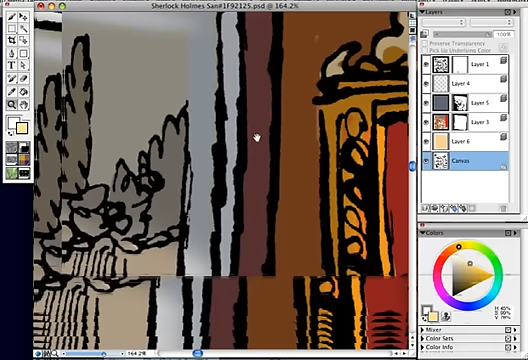 Sherlock Holmes San#1F92125.psd @ 164.2%
Layers
100%
Preserve Transparency
Pick Up Underlying Color
Layer 1
Layer 4
Layer 5
Layer 3
Layer 6
Canvas
Colors
Mixer
Color Sets
Color Info
164.2%